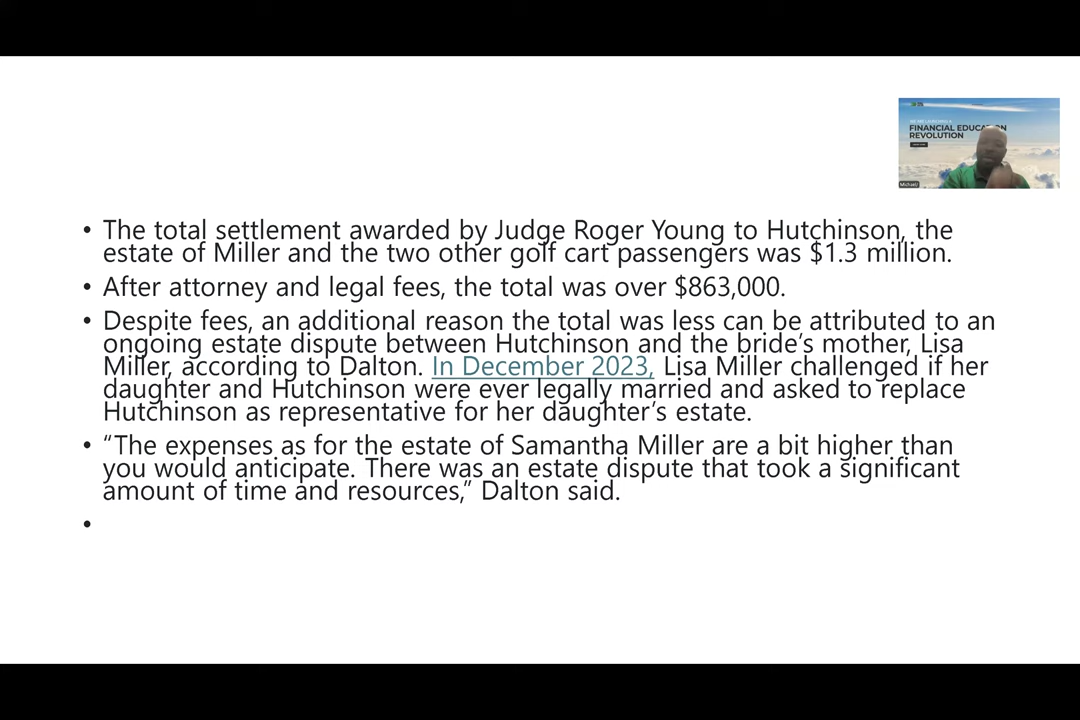 FINANCIAL EDUCATION
REVOLUTION
Michael
• The total settlement awarded by Judge Roger Young to Hutchinson, the
estate of Miller and the two other golf cart passengers was $1.3 million.
• After attorney and legal fees, the total was over $863,000.
• Despite fees, an additional reason the total was less can be attributed to an
ongoing estate dispute between Hutchinson and the bride’s mother, Lisa
Miller, according to Dalton. In December 2023, Lisa Miller challenged if her
daughter and Hutchinson were ever legally married and asked to replace
Hutchinson as representative for her daughter’s estate.
• “The expenses as for the estate of Samantha Miller are a bit higher than
you would anticipate. There was an estate dispute that took a significant
amount of time and resources,” Dalton said.
•